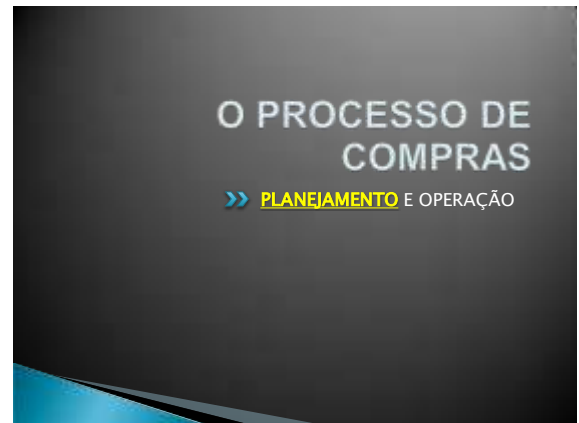 O PROCESSO DE
COMPRAS
PLANEJAMENTO E OPERAÇÃO